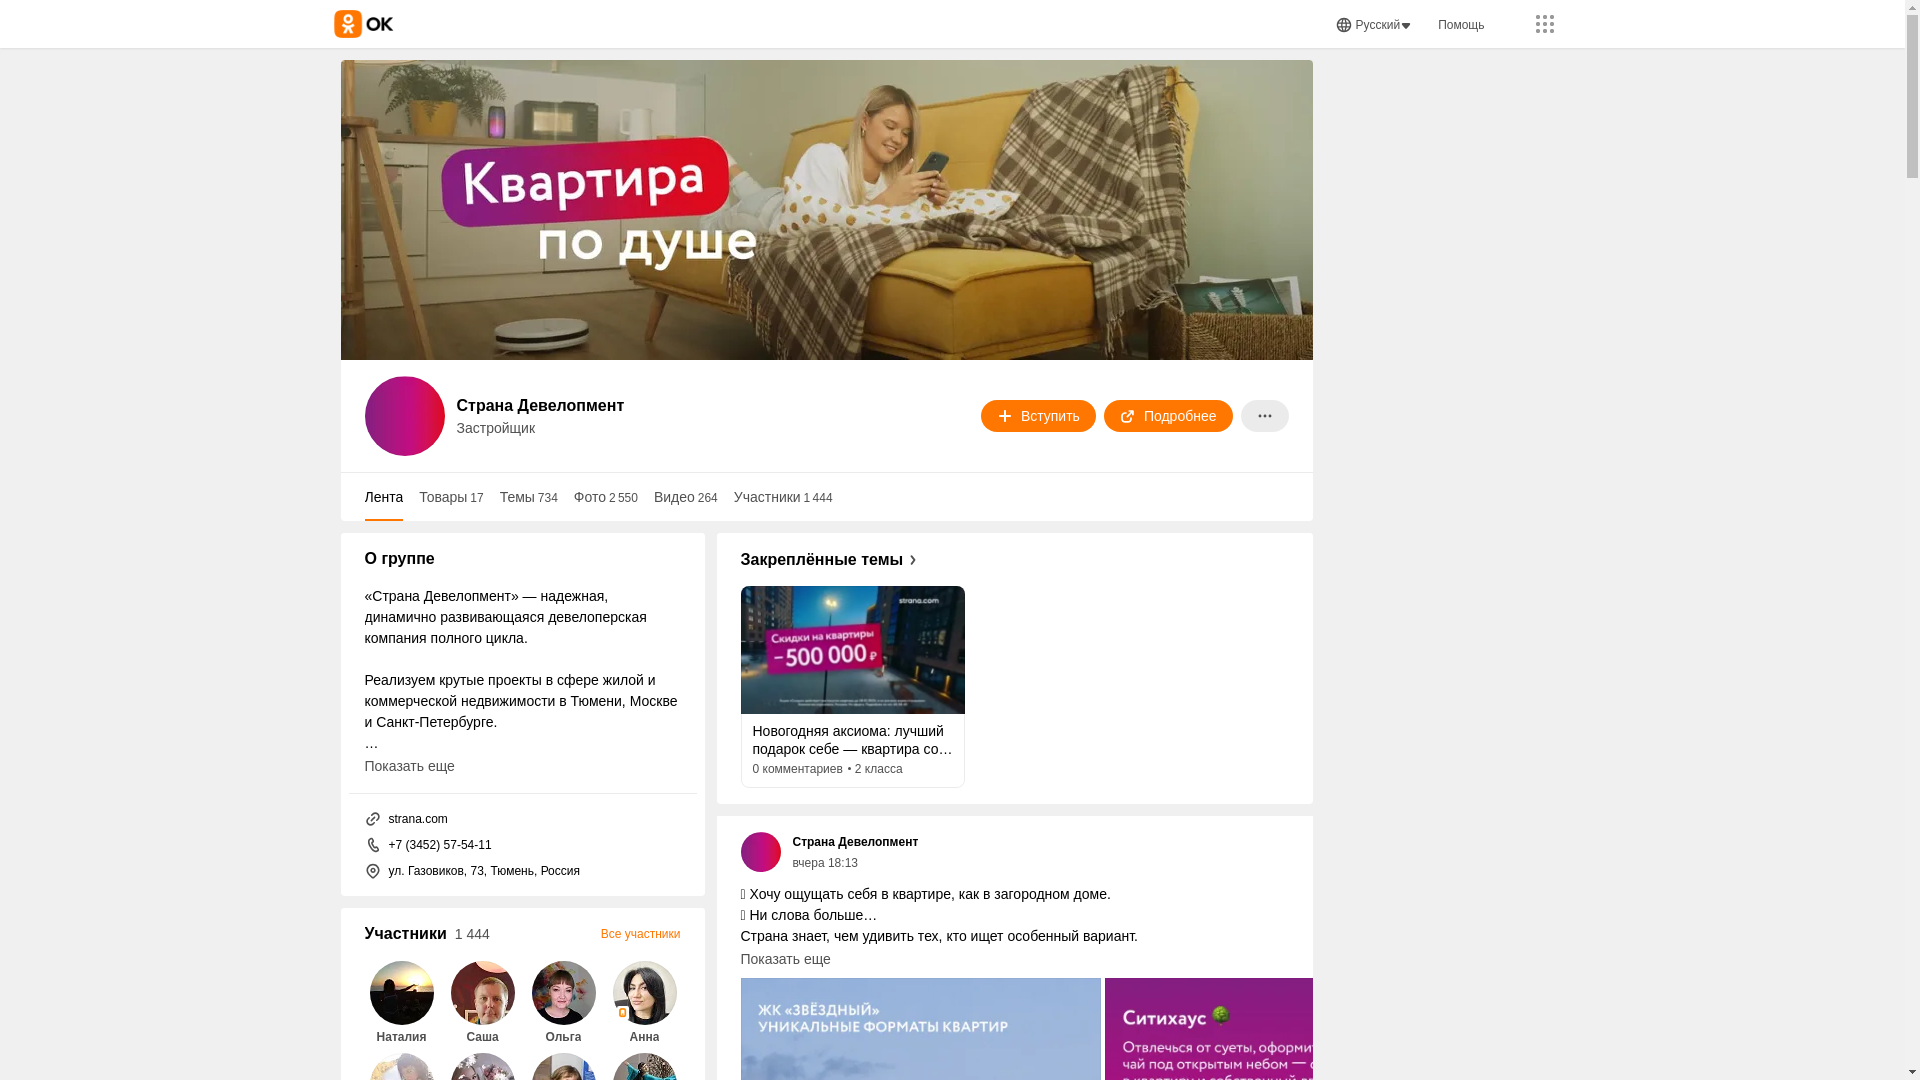 ОК
Русский
Помощь
Квартира
по душе
Страна Девелопмент
Застройщик
Вступить
Подробнее
Лента
Товары 17
Темы 734
Фото 2 550
Видео 264
Участники 1 444
О группе
«Страна Девелопмент» — надежная,
динамично развивающаяся девелоперская
компания полного цикла.
Реализуем крутые проекты в сфере жилой и
коммерческой недвижимости в Тюмени, Москве
и Санкт-Петербурге.
…
Показать еще
strana.com
+7 (3452) 57-54-11
ул. Газовиков, 73, Тюмень, Россия
Участники 1 444
Все участники
Наталия
Саша
Ольга
Анна
Закреплённые темы
strana.com
Скидки на квартиры
–500 000 ₽
Новогодняя аксиома: лучший
подарок себе — квартира со…
0 комментариев • 2 класса
Страна Девелопмент
вчера 18:13
Хочу ощущать себя в квартире, как в загородном доме.
Ни слова больше…
Страна знает, чем удивить тех, кто ищет особенный вариант.
Показать еще
ЖК «ЗВЁЗДНЫЙ»
УНИКАЛЬНЫЕ ФОРМАТЫ КВАРТИР
Ситихаус
Отвлечься от суеты, оформи
чай под открытым небом —